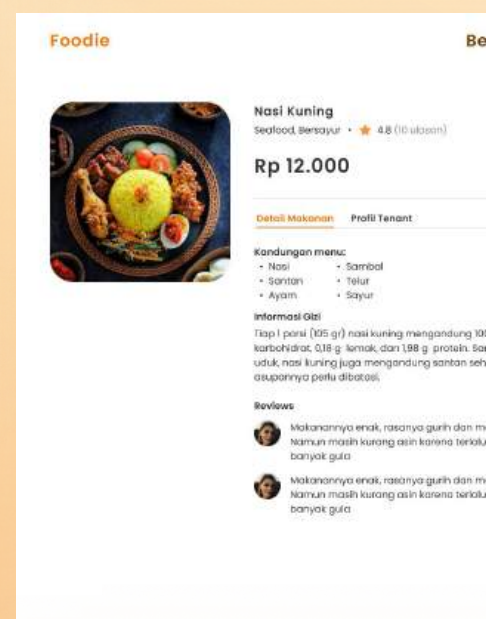 Foodie
Be
Nasi Kuning
Seafood, Bersayur • 4.8 (10 ulasan)
Rp 12.000
Detail Makanan Profil Tenant
Kandungan menu:
• Nasi • Sambal
• Santan • Telur
• Ayam • Sayur
Informasi Gizi
Tiap 1 porsi (105 gr) nasi kuning mengandung 100
karbohidrat, 0,18 g lemak, dan 1,98 g protein. Sa
uduk, nasi kuning juga mengandung santan seh
asupannya perlu dibatasi.
Reviews
Makanannya enak, rasanya gurih dan m
Namun masih kurang asin karena terlalu
banyak gula
Makanannya enak, rasanya gurih dan m
Namun masih kurang asin karena terlalu
banyak gula